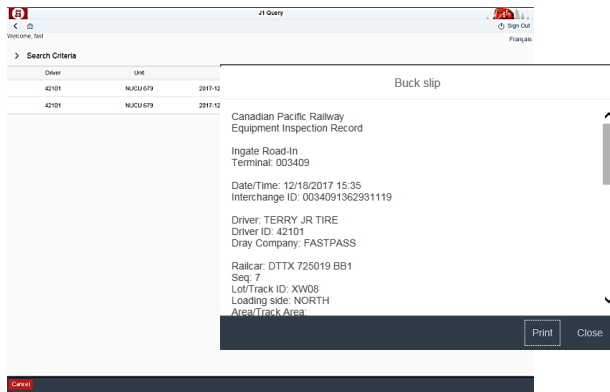 J1 Query
Sign Out
Welcome, fast
Français
Search Criteria
Driver Unit
42101 NUCU 679 2017-12
42101 NUCU 679 2017-12
Buck slip
Canadian Pacific Railway
Equipment Inspection Record
Ingate Road-In
Terminal: 003409
Date/Time: 12/18/2017 15:35
Interchange ID: 0034091362931119
Driver: TERRY JR TIRE
Driver ID: 42101
Dray Company: FASTPASS
Railcar: DTTX 725019 BB1
Seq: 7
Lot/Track ID: XW08
Loading side: NORTH
Area/Track Area:
Print Close
Cancel